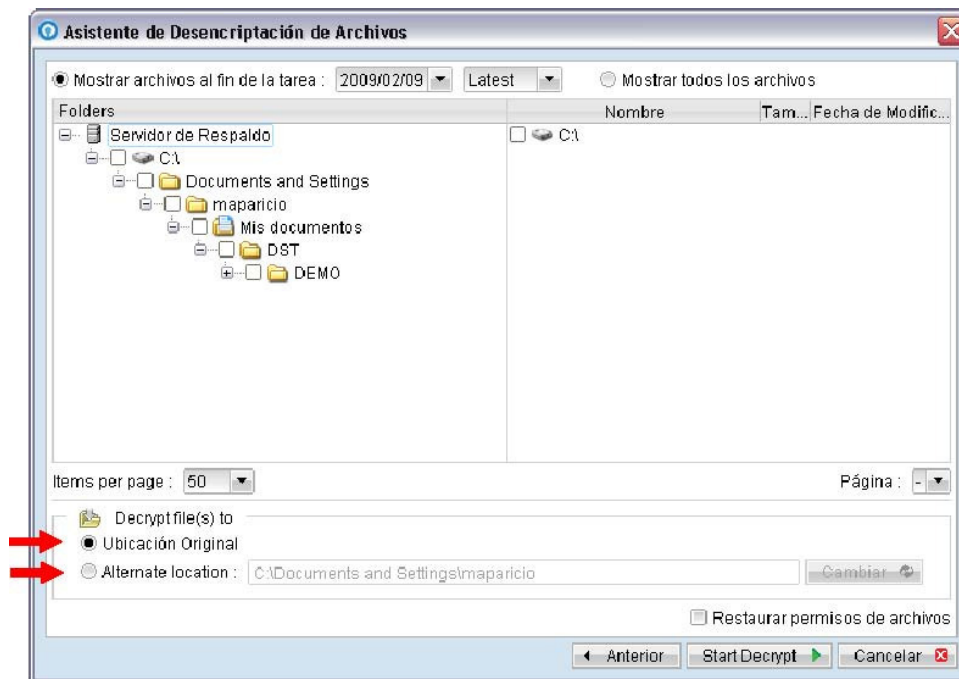 Asistente de Desencriptación de Archivos
Mostrar archivos al fin de la tarea : 2009/02/09 Latest Mostrar todos los archivos
Folders Nombre Tam... Fecha de Modific...
Servidor de Respaldo C:\
C:\
Documents and Settings
maparicio
Mis documentos
DST
DEMO
Items per page : 50 Página : -
Decrypt file(s) to
Ubicación Original
Alternate location : C:\Documents and Settings\maparicio Cambiar
Restaurar permisos de archivos
Anterior Start Decrypt Cancelar